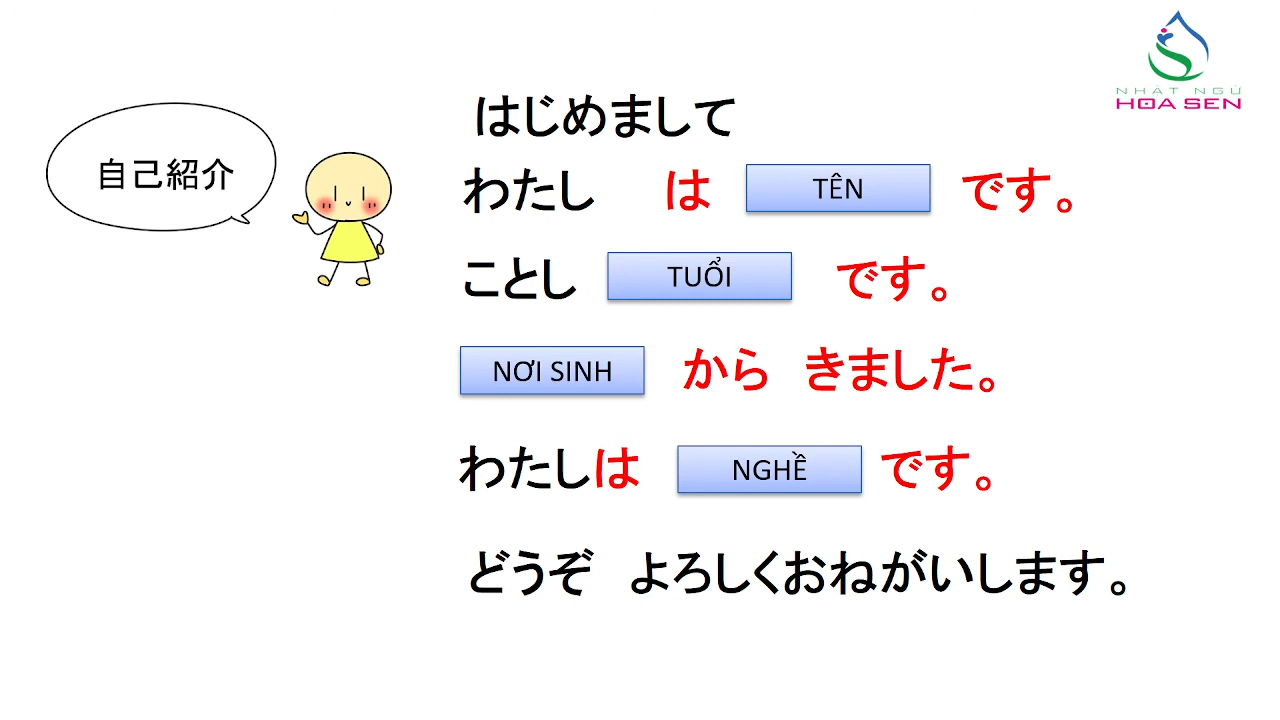 NHẬT NGỮ
HOA SEN
自己紹介
はじめまして
わたし は TÊN です。
ことし TUỔI です。
NƠI SINH から きました。
わたしは NGHỀ です。
どうぞ よろしくおねがいします。